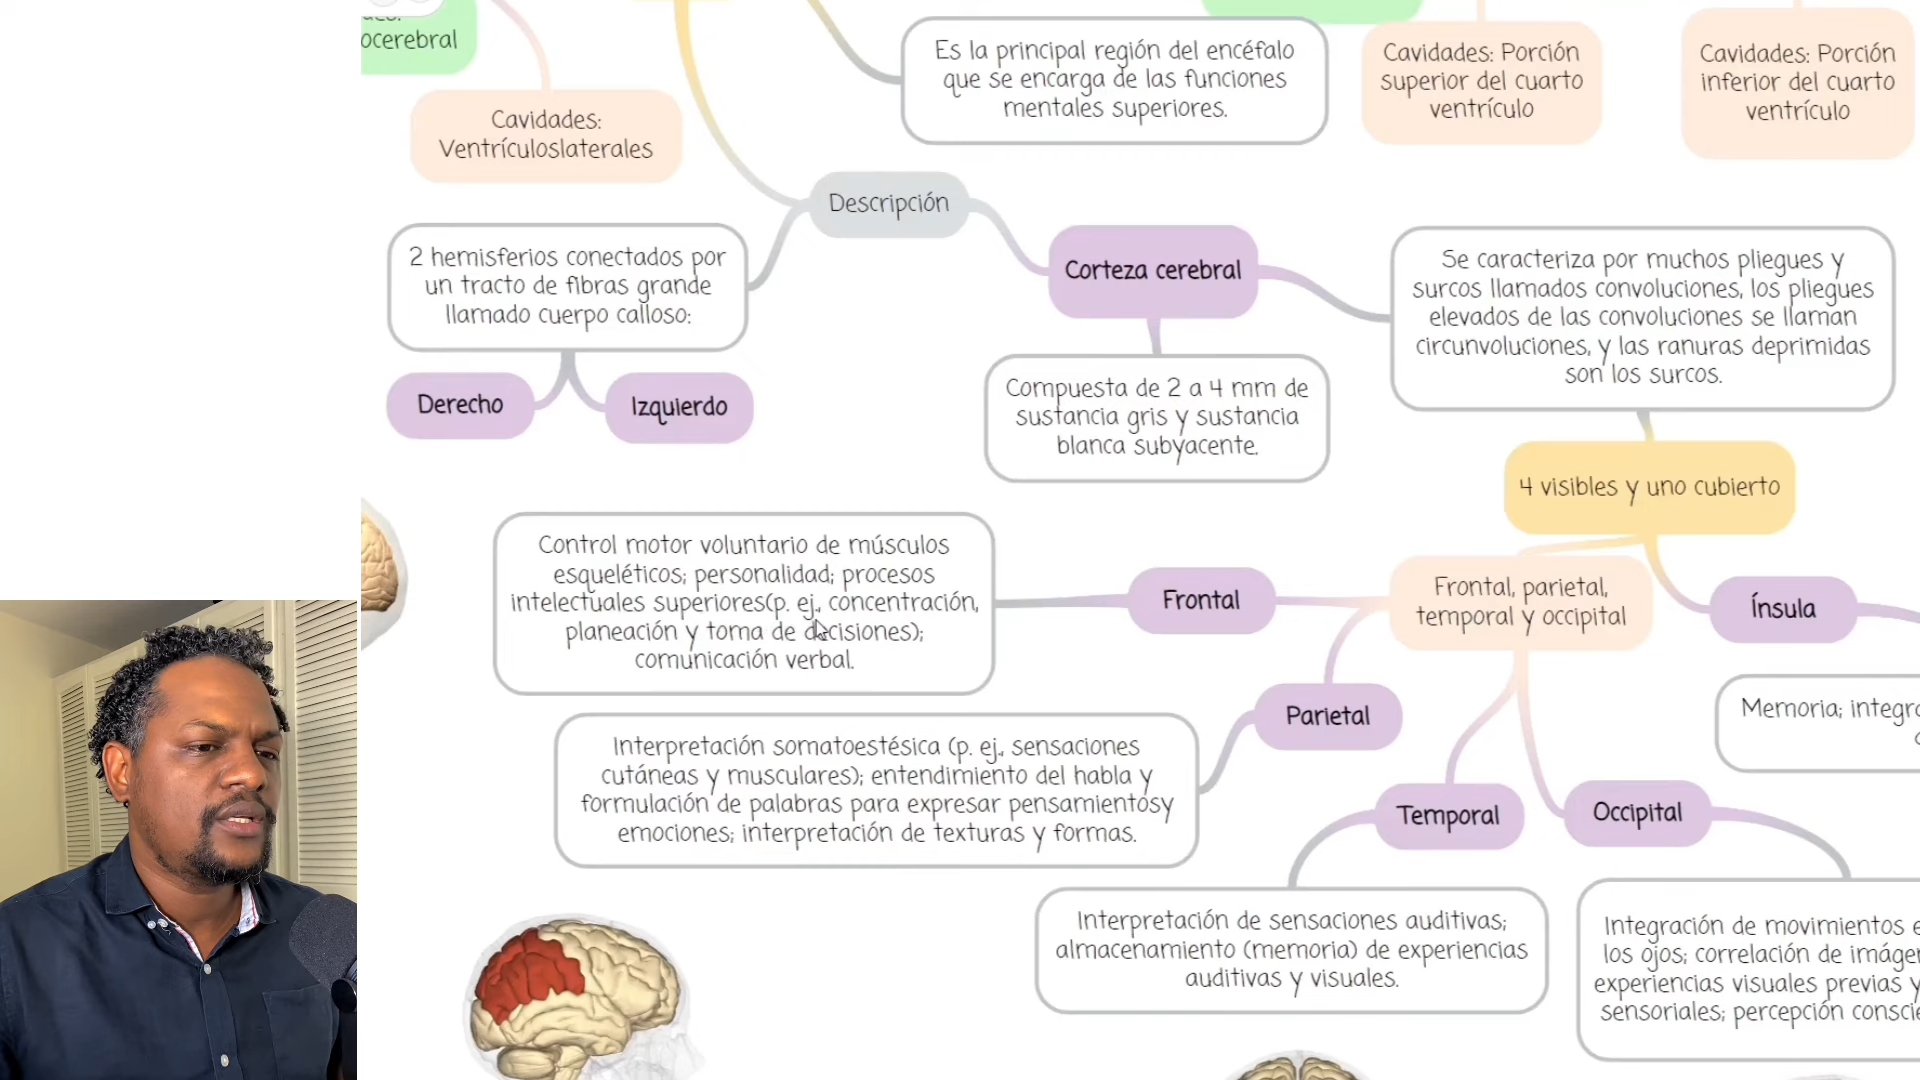 ocerebral
Cavidades:
Ventrículoslaterales
Es la principal región del encéfalo
que se encarga de las funciones
mentales superiores.
Cavidades: Porción
superior del cuarto
ventrículo
Cavidades: Porción
inferior del cuarto
ventrículo
Descripción
2 hemisferios conectados por
un tracto de fibras grande
llamado cuerpo calloso:
Derecho
Izquierdo
Corteza cerebral
Compuesta de 2 a 4 mm de
sustancia gris y sustancia
blanca subyacente.
Se caracteriza por muchos pliegues y
surcos llamados convoluciones, los pliegues
elevados de las convoluciones se llaman
circunvoluciones, y las ranuras deprimidas
son los surcos.
4 visibles y uno cubierto
Frontal, parietal,
temporal y occipital
Ínsula
Frontal
Control motor voluntario de músculos
esqueléticos; personalidad; procesos
intelectuales superiores(p. ej., concentración,
planeación y toma de decisiones);
comunicación verbal.
Parietal
Interpretación somatoestésica (p. ej., sensaciones
cutáneas y musculares); entendimiento del habla y
formulación de palabras para expresar pensamientosy
emociones; interpretación de texturas y formas.
Memoria; integr
Temporal
Occipital
Interpretación de sensaciones auditivas;
almacenamiento (memoria) de experiencias
auditivas y visuales.
Integración de movimientos e
los ojos; correlación de imáge
experiencias visuales previas y
sensoriales; percepción consci